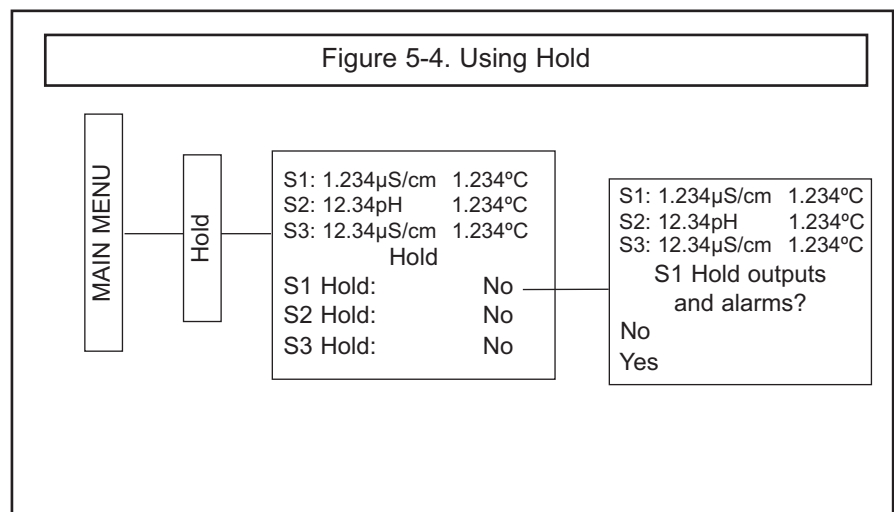 Figure 5-4. Using Hold
MAIN MENU
Hold
S1: 1.234µS/cm 1.234ºC
S2: 12.34pH 1.234ºC
S3: 12.34µS/cm 1.234ºC
Hold
S1 Hold: No
S2 Hold: No
S3 Hold: No
S1: 1.234µS/cm 1.234ºC
S2: 12.34pH 1.234ºC
S3: 12.34µS/cm 1.234ºC
S1 Hold outputs
and alarms?
No
Yes